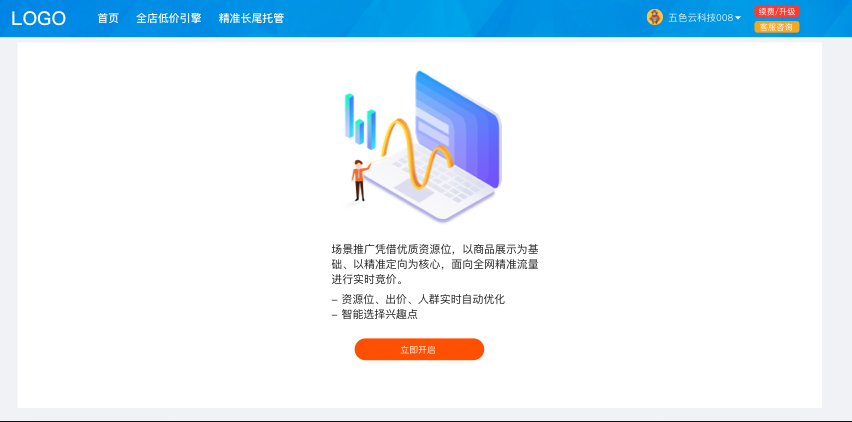 LOGO 首页 全店低价引擎 精准长尾托管 五色云科技008 续费/升级
客服咨询
场景推广凭借优质资源位，以商品展示为基
础、以精准定向为核心，面向全网精准流量
进行实时竞价。
- 资源位、出价、人群实时自动优化
- 智能选择兴趣点
立即开启